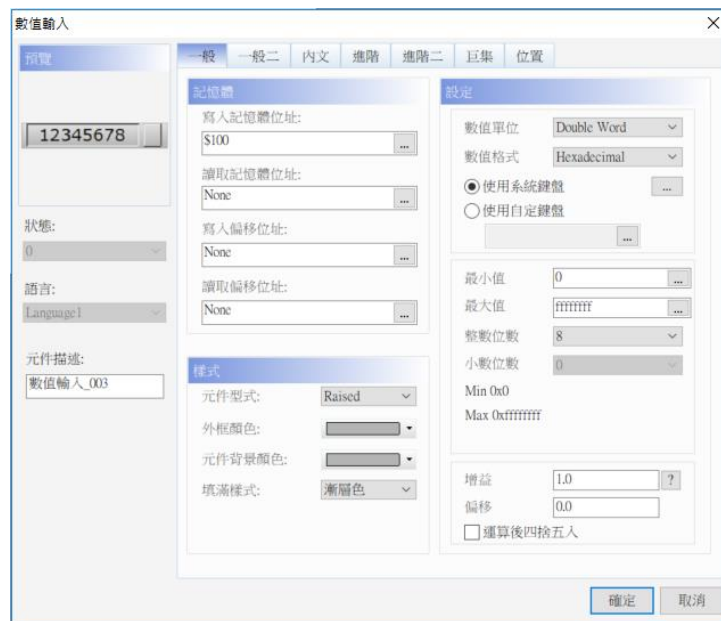 數值輸入
預覽
12345678
狀態:
0
語言:
Language1
元件描述:
數值輸入_003
一般 一般二 內文 進階 進階二 巨集 位置
記憶體
寫入記憶體位址:
$100
...
讀取記憶體位址:
None
...
寫入偏移位址:
None
...
讀取偏移位址:
None
...
樣式
元件型式: Raised
外框顏色:
元件背景顏色:
填滿樣式: 漸層色
設定
數值單位 Double Word
數值格式 Hexadecimal
使用系統鍵盤 ...
使用自定鍵盤
...
最小值 0 ...
最大值 ffffffff ...
整數位數 8
小數位數 0
Min 0x0
Max 0xffffffff
增益 1.0 ?
偏移 0.0
運算後四捨五入
確定 取消